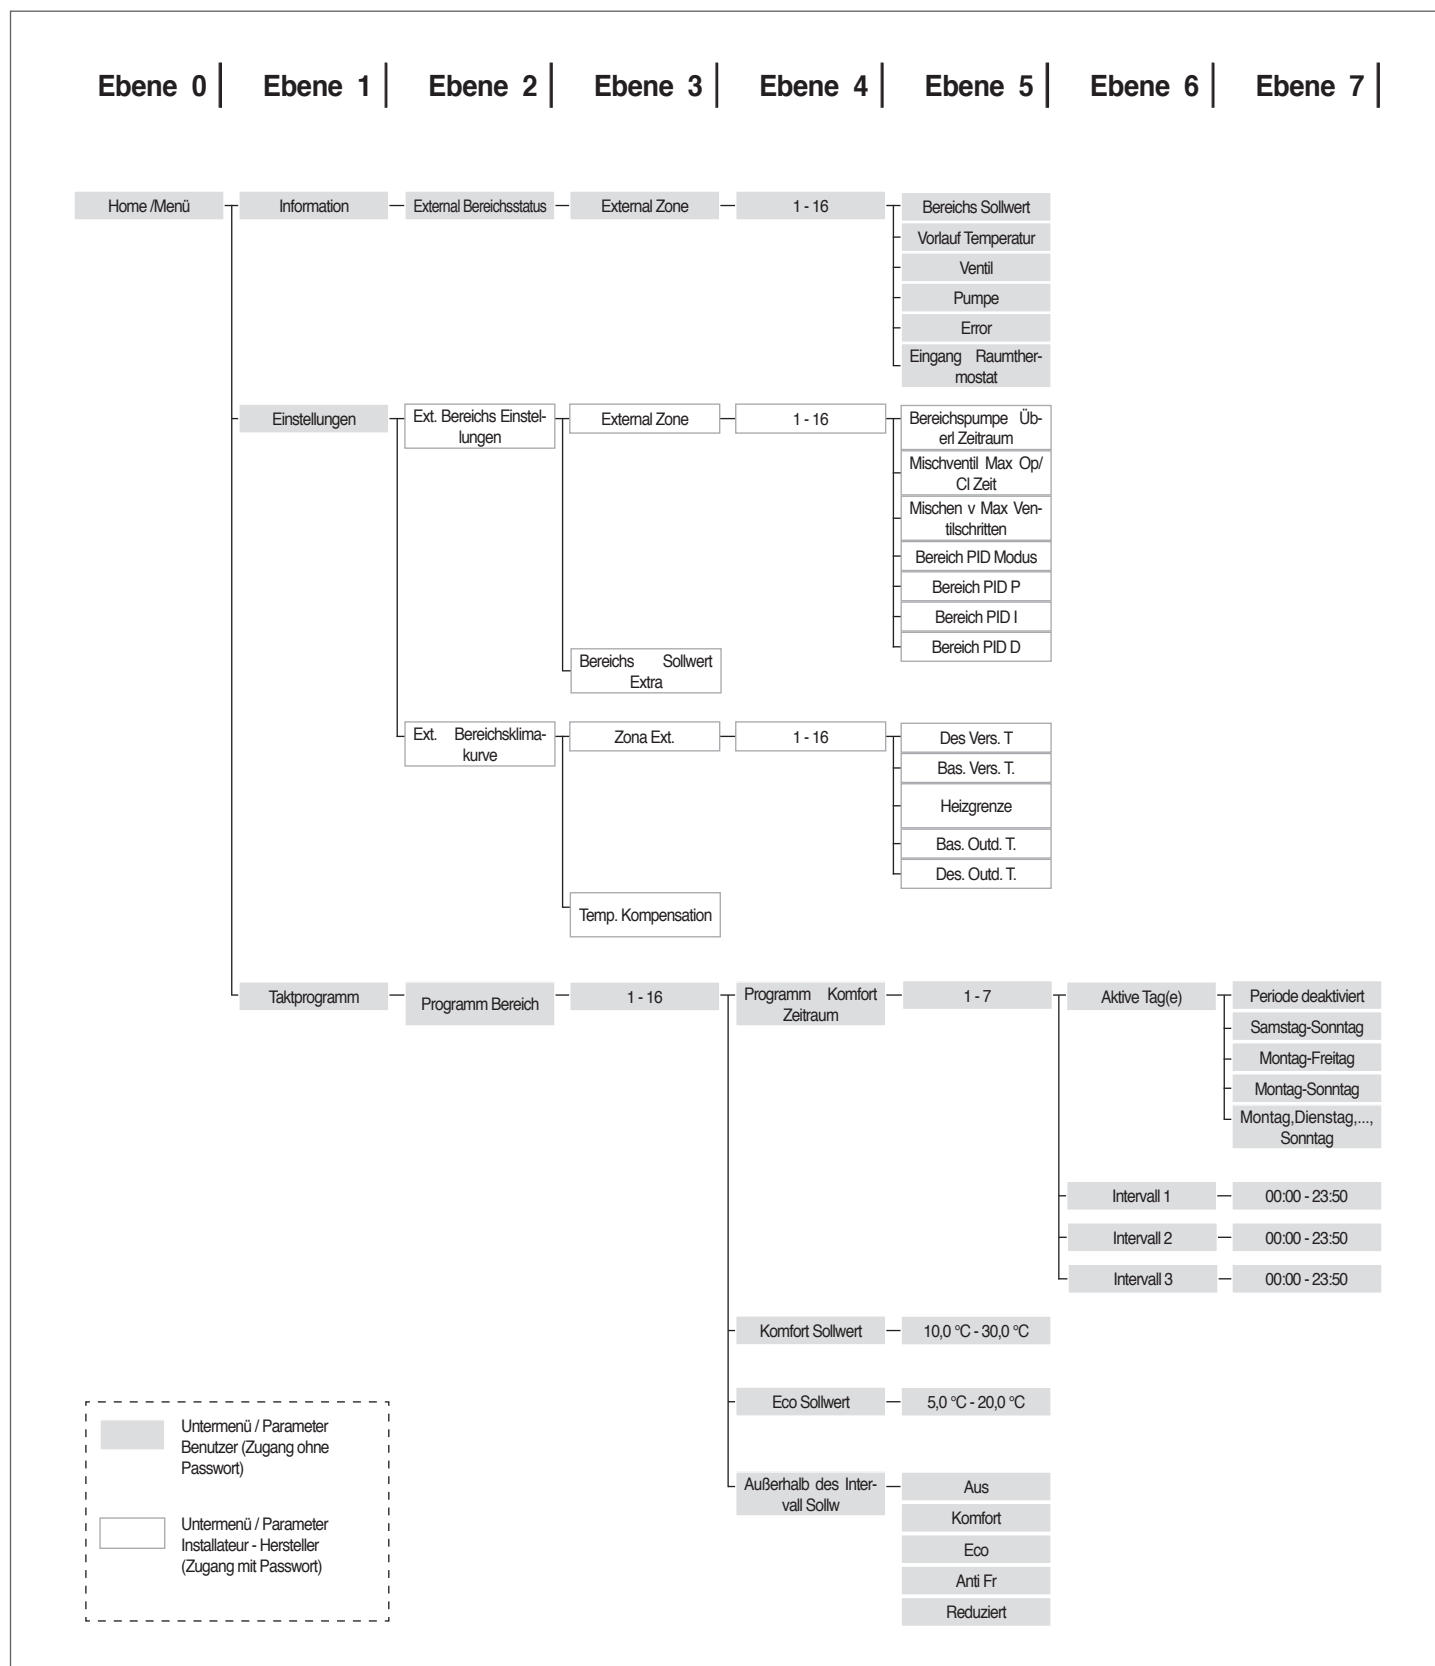 Ebene 0 Ebene 1 Ebene 2 Ebene 3 Ebene 4 Ebene 5 Ebene 6 Ebene 7
Home /Menü
Information
External Bereichsstatus
External Zone
1 - 16
Bereichs Sollwert
Vorlauf Temperatur
Ventil
Pumpe
Error
Eingang Raumther-
mostat
Einstellungen
Ext. Bereichs Einstel-
lungen
External Zone
1 - 16
Bereichspumpe Üb-
erl Zeitraum
Mischventil Max Op/
Cl Zeit
Mischen v Max Ven-
tilschritten
Bereich PID Modus
Bereich PID P
Bereich PID I
Bereich PID D
Bereichs Sollwert
Extra
Ext. Bereichsklima-
kurve
Zona Ext.
1 - 16
Des Vers. T
Bas. Vers. T.
Heizgrenze
Bas. Outd. T.
Des. Outd. T.
Temp. Kompensation
Taktprogramm
Programm Bereich
1 - 16
Programm Komfort
Zeitraum
1 - 7
Aktive Tag(e)
Periode deaktiviert
Samstag-Sonntag
Montag-Freitag
Montag-Sonntag
Montag,Dienstag,...,
Sonntag
Intervall 1
00:00 - 23:50
Intervall 2
00:00 - 23:50
Intervall 3
00:00 - 23:50
Komfort Sollwert
10,0 °C - 30,0 °C
Eco Sollwert
5,0 °C - 20,0 °C
Außerhalb des Inter-
vall Sollw
Aus
Komfort
Eco
Anti Fr
Reduziert
Untermenü / Parameter
Benutzer (Zugang ohne
Passwort)
Untermenü / Parameter
Installateur - Hersteller
(Zugang mit Passwort)